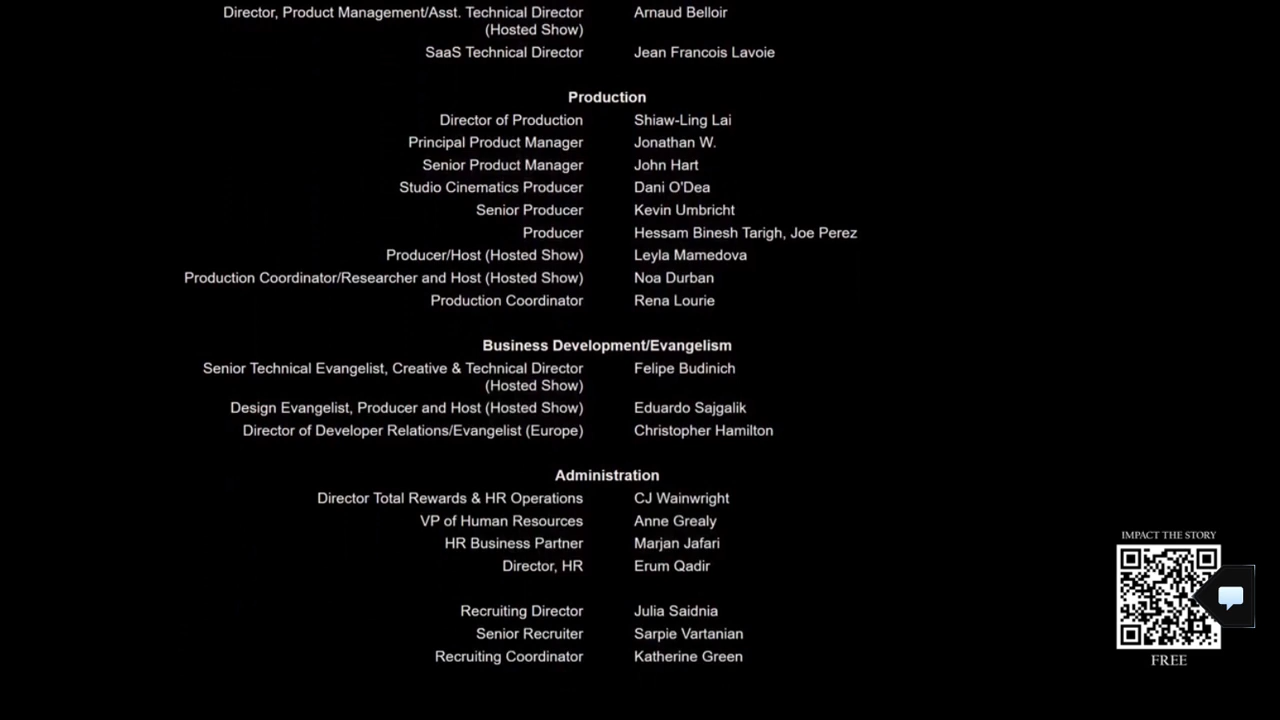 Director, Product Management/Asst. Technical Director Arnaud Belloir
(Hosted Show)
SaaS Technical Director Jean Francois Lavoie
Production
Director of Production Shiaw-Ling Lai
Principal Product Manager Jonathan W.
Senior Product Manager John Hart
Studio Cinematics Producer Dani O'Dea
Senior Producer Kevin Umbricht
Producer Hessam Binesh Tarigh, Joe Perez
Producer/Host (Hosted Show) Leyla Mamedova
Production Coordinator/Researcher and Host (Hosted Show) Noa Durban
Production Coordinator Rena Lourie
Business Development/Evangelism
Senior Technical Evangelist, Creative & Technical Director Felipe Budinich
(Hosted Show)
Design Evangelist, Producer and Host (Hosted Show) Eduardo Sajgalik
Director of Developer Relations/Evangelist (Europe) Christopher Hamilton
Administration
Director Total Rewards & HR Operations CJ Wainwright
VP of Human Resources Anne Grealy
HR Business Partner Marjan Jafari
Director, HR Erum Qadir
Recruiting Director Julia Saidnia
Senior Recruiter Sarpie Vartanian
Recruiting Coordinator Katherine Green
IMPACT THE STORY
FREE